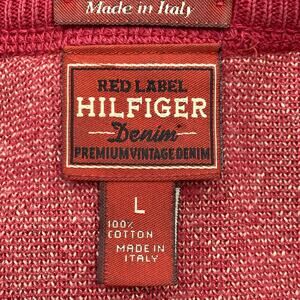 Made in Italy
RED LABEL
HILFIGER
Denim
PREMIUM VINTAGE DENIM
L
100%
COTTON
MADE IN
ITALY